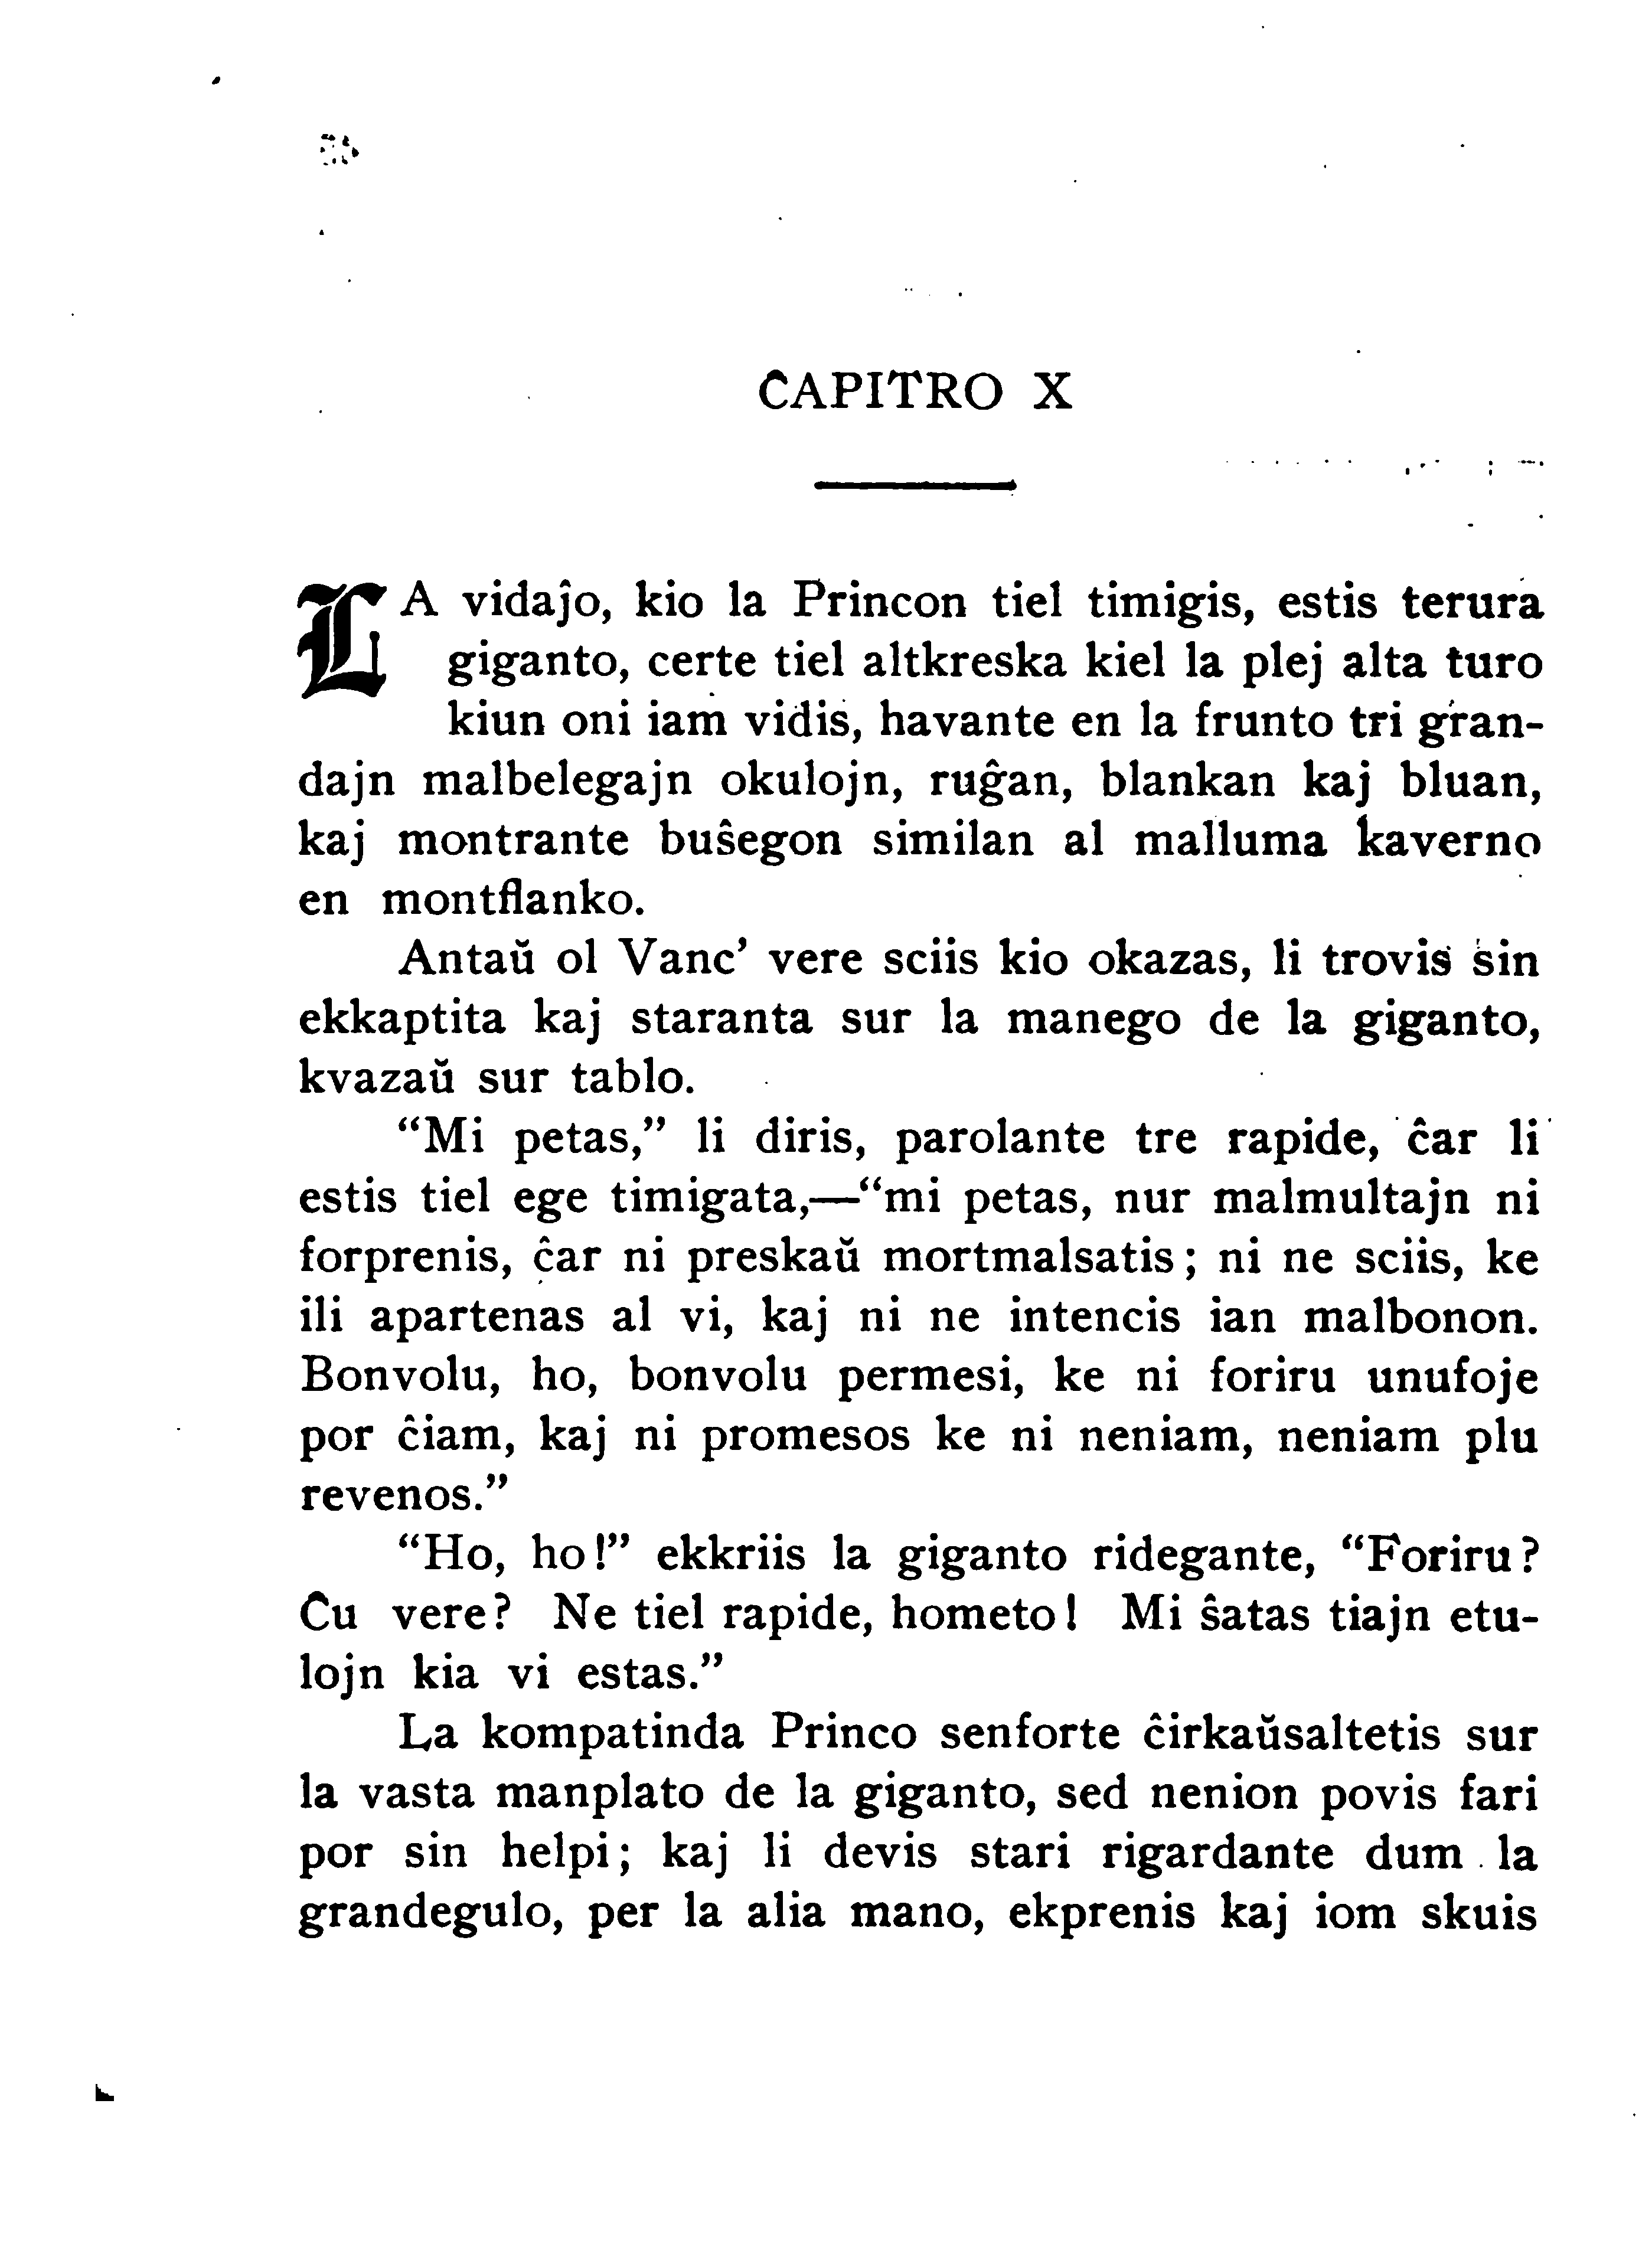 ĈAPITRO X
LA vidaĵo, kio la Princon tiel timigis, estis terura
giganto, certe tiel altkreska kiel la plej alta turo
kiun oni iam vidis, havante en la frunto tri gran-
dajn malbelegajn okulojn, ruĝan, blankan kaj bluan,
kaj montrante buŝegon similan al malluma kaverno
en montflanko.
Antaŭ ol Vanc’ vere sciis kio okazas, li trovis sin
ekkaptita kaj staranta sur la manego de la giganto,
kvazaŭ sur tablo.
“Mi petas,” li diris, parolante tre rapide, ĉar li
estis tiel ege timigata,—“mi petas, nur malmultajn ni
forprenis, ĉar ni preskaŭ mortmalsatis; ni ne sciis, ke
ili apartenas al vi, kaj ni ne intencis ian malbonon.
Bonvolu, ho, bonvolu permesi, ke ni foriru unufoje
por ĉiam, kaj ni promesos ke ni neniam, neniam plu
revenos.”
“Ho, ho!” ekkriis la giganto ridegante, “Foriru?
Ĉu vere? Ne tiel rapide, hometo! Mi ŝatas tiajn etu-
lojn kia vi estas.”
La kompatinda Princo senforte ĉirkaŭsaltetis sur
la vasta manplato de la giganto, sed nenion povis fari
por sin helpi; kaj li devis stari rigardante dum la
grandegulo, per la alia mano, ekprenis kaj iom skuis